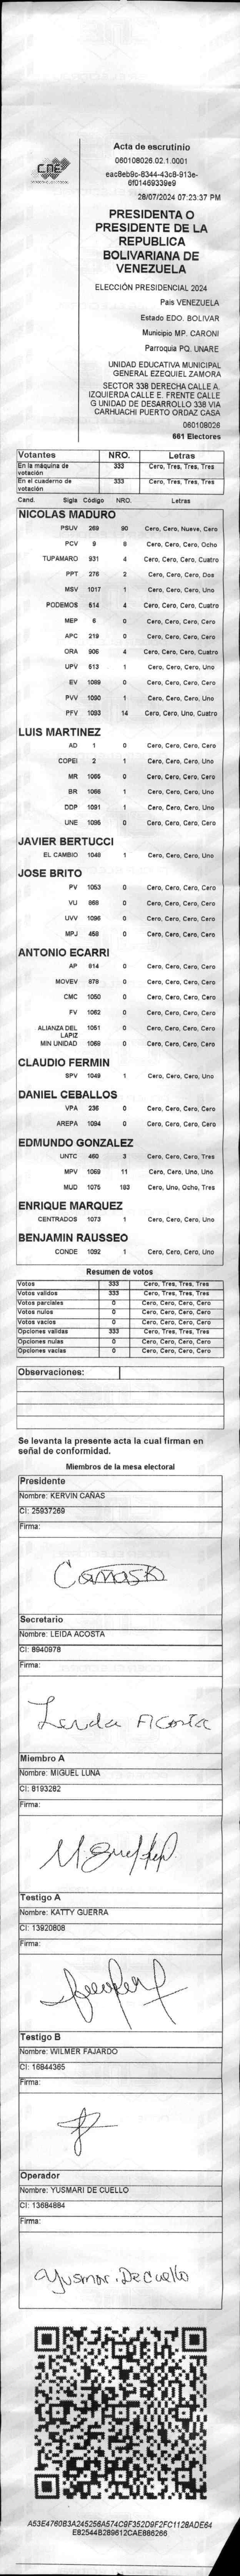 CNE
Acta de escrutinio
060108026.02.1.0001
eac8eb9c-8344-43c8-913e-
6f01469339e9
28/07/2024 07:23:37 PM
PRESIDENTA O
PRESIDENTE DE LA
REPUBLICA
BOLIVARIANA DE
VENEZUELA
ELECCIÓN PRESIDENCIAL 2024
Pais VENEZUELA
Estado EDO. BOLIVAR
Municipio MP. CARONI
Parroquia PQ. UNARE
UNIDAD EDUCATIVA MUNICIPAL
GENERAL EZEQUIEL ZAMORA
SECTOR 338 DERECHA CALLE A.
IZQUIERDA CALLE E. FRENTE CALLE
G UNIDAD DE DESARROLLO 338 VIA
CARHUACHI PUERTO ORDAZ CASA
060108026
661 Electores
Votantes NRO. Letras
En la máquina de votación 333 Cero, Tres, Tres, Tres
En el cuaderno de votación 333 Cero, Tres, Tres, Tres
Cand. Sigla Código NRO. Letras
NICOLAS MADURO
PSUV 269 90 Cero, Cero, Nueve, Cero
PCV 9 8 Cero, Cero, Cero, Ocho
TUPAMARO 931 4 Cero, Cero, Cero, Cuatro
PPT 276 2 Cero, Cero, Cero, Dos
MSV 1017 1 Cero, Cero, Cero, Uno
PODEMOS 514 4 Cero, Cero, Cero, Cuatro
MEP 6 0 Cero, Cero, Cero, Cero
APC 219 0 Cero, Cero, Cero, Cero
ORA 906 4 Cero, Cero, Cero, Cuatro
UPV 513 1 Cero, Cero, Cero, Uno
EV 1089 0 Cero, Cero, Cero, Cero
PVV 1090 1 Cero, Cero, Cero, Uno
PFV 1093 14 Cero, Cero, Uno, Cuatro
LUIS MARTINEZ
AD 1 0 Cero, Cero, Cero, Cero
COPEI 2 1 Cero, Cero, Cero, Uno
MR 1065 0 Cero, Cero, Cero, Cero
BR 1066 1 Cero, Cero, Cero, Uno
DDP 1091 1 Cero, Cero, Cero, Uno
UNE 1095 0 Cero, Cero, Cero, Cero
JAVIER BERTUCCI
EL CAMBIO 1048 1 Cero, Cero, Cero, Uno
JOSE BRITO
PV 1053 0 Cero, Cero, Cero, Cero
VU 868 0 Cero, Cero, Cero, Cero
UVV 1096 0 Cero, Cero, Cero, Cero
MPJ 458 0 Cero, Cero, Cero, Cero
ANTONIO ECARRI
AP 814 0 Cero, Cero, Cero, Cero
MOVEV 878 0 Cero, Cero, Cero, Cero
CMC 1050 0 Cero, Cero, Cero, Cero
FV 1062 0 Cero, Cero, Cero, Cero
ALIANZA DEL LAPIZ 1051 0 Cero, Cero, Cero, Cero
MIN UNIDAD 1068 0 Cero, Cero, Cero, Cero
CLAUDIO FERMIN
SPV 1049 1 Cero, Cero, Cero, Uno
DANIEL CEBALLOS
VPA 236 0 Cero, Cero, Cero, Cero
AREPA 1094 0 Cero, Cero, Cero, Cero
EDMUNDO GONZALEZ
UNTC 460 3 Cero, Cero, Cero, Tres
MPV 1069 11 Cero, Cero, Uno, Uno
MUD 1075 183 Cero, Uno, Ocho, Tres
ENRIQUE MARQUEZ
CENTRADOS 1073 1 Cero, Cero, Cero, Uno
BENJAMIN RAUSSEO
CONDE 1092 1 Cero, Cero, Cero, Uno
Resumen de votos
Votos 333 Cero, Tres, Tres, Tres
Votos validos 333 Cero, Tres, Tres, Tres
Votos parciales 0 Cero, Cero, Cero, Cero
Votos nulos 0 Cero, Cero, Cero, Cero
Votos vacios 0 Cero, Cero, Cero, Cero
Opciones validas 333 Cero, Tres, Tres, Tres
Opciones nulas 0 Cero, Cero, Cero, Cero
Opciones vacias 0 Cero, Cero, Cero, Cero
Observaciones:
Se levanta la presente acta la cual firman en
señal de conformidad.
Miembros de la mesa electoral
Presidente
Nombre: KERVIN CAÑAS
CI: 25937269
Firma:
Secretario
Nombre: LEIDA ACOSTA
CI: 8940978
Firma:
Leida Acosta
Miembro A
Nombre: MIGUEL LUNA
CI: 8193282
Firma:
Testigo A
Nombre: KATTY GUERRA
CI: 13920808
Firma:
Testigo B
Nombre: WILMER FAJARDO
CI: 16844365
Firma:
Operador
Nombre: YUSMARI DE CUELLO
CI: 13684884
Firma:
Yusmar. De Cuello
A53E4760B3A245256A574C9F352D9F2FC1128ADE64
E82544B289612CAE886266